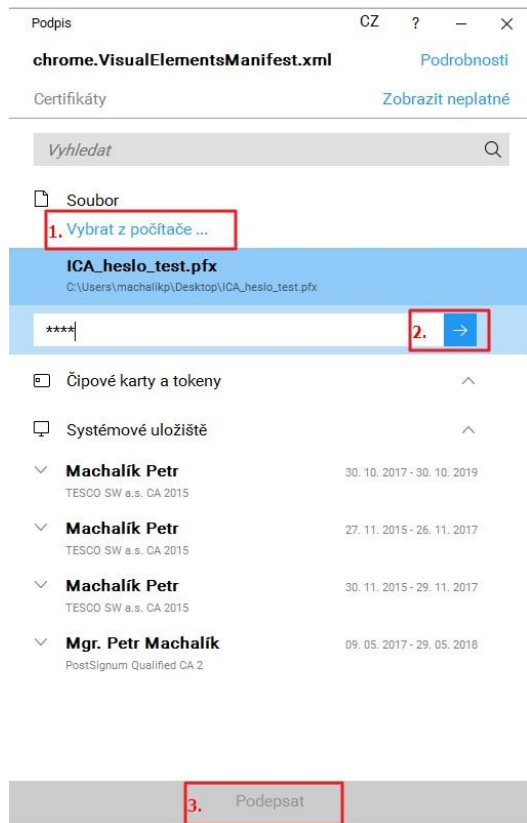 Podpis CZ ? – ×
chrome.VisualElementsManifest.xml Podrobnosti
Certifikáty Zobrazit neplatné
Vyhledat
Soubor
1. Vybrat z počítače ...
ICA_heslo_test.pfx
C:\Users\machalikp\Desktop\ICA_heslo_test.pfx
**** 2. →
Čipové karty a tokeny
Systémové uložiště
Machalík Petr 30. 10. 2017 - 30. 10. 2019
TESCO SW a.s. CA 2015
Machalík Petr 27. 11. 2015 - 26. 11. 2017
TESCO SW a.s. CA 2015
Machalík Petr 30. 11. 2015 - 29. 11. 2017
TESCO SW a.s. CA 2015
Mgr. Petr Machalík 09. 05. 2017 - 29. 05. 2018
PostSignum Qualified CA 2
3. Podepsat